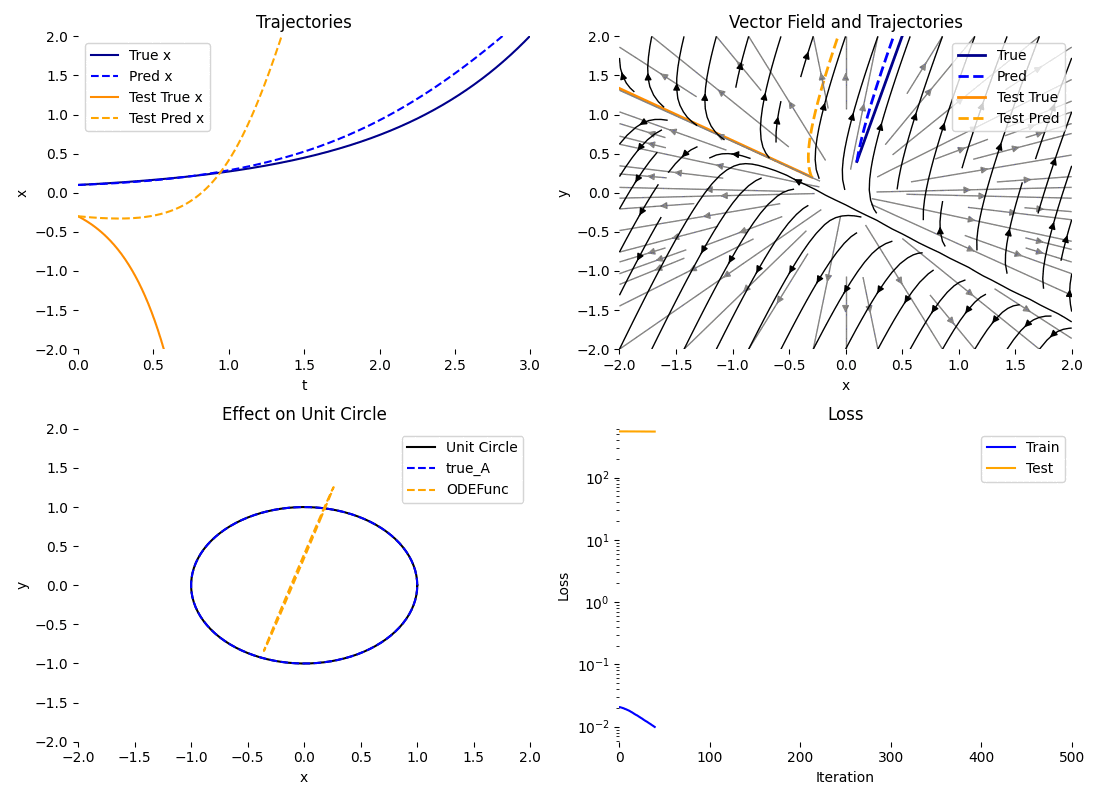 Trajectories
True x
Pred x
Test True x
Test Pred x
2.0
1.5
1.0
0.5
0.0
−0.5
−1.0
−1.5
−2.0
x
0.0 0.5 1.0 1.5 2.0 2.5 3.0
t
Vector Field and Trajectories
True
Pred
Test True
Test Pred
2.0
1.5
1.0
0.5
0.0
−0.5
−1.0
−1.5
−2.0
y
−2.0 −1.5 −1.0 −0.5 0.0 0.5 1.0 1.5 2.0
x
Effect on Unit Circle
Unit Circle
true_A
ODEFunc
2.0
1.5
1.0
0.5
0.0
−0.5
−1.0
−1.5
−2.0
y
−2.0 −1.5 −1.0 −0.5 0.0 0.5 1.0 1.5 2.0
x
Loss
Train
Test
10²
10¹
10⁰
10⁻¹
10⁻²
Loss
0 100 200 300 400 500
Iteration